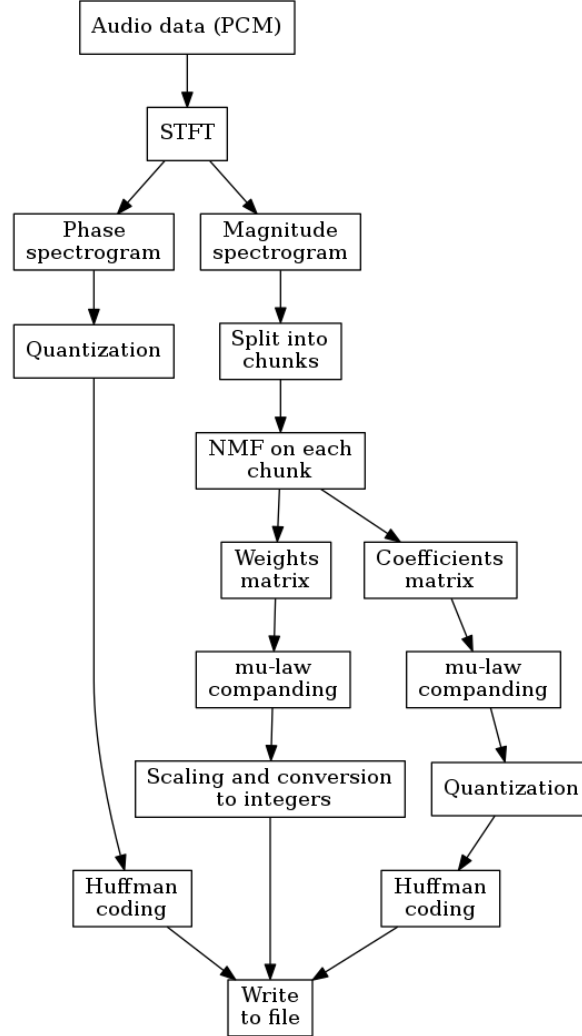 Audio data (PCM)
STFT
Phase
spectrogram
Magnitude
spectrogram
Quantization
Split into
chunks
NMF on each
chunk
Weights
matrix
Coefficients
matrix
mu-law
companding
mu-law
companding
Scaling and conversion
to integers
Quantization
Huffman
coding
Huffman
coding
Write
to file